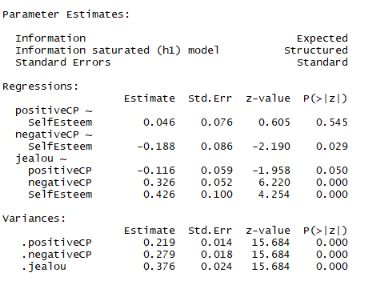 Parameter Estimates:
Information Expected
Information saturated (h1) model Structured
Standard Errors Standard
Regressions:
Estimate Std.Err z-value P(>|z|)
positiveCP ~
SelfEsteem 0.046 0.076 0.605 0.545
negativeCP ~
SelfEsteem -0.188 0.086 -2.190 0.029
jealou ~
positiveCP -0.116 0.059 -1.958 0.050
negativeCP 0.326 0.052 6.220 0.000
SelfEsteem 0.426 0.100 4.254 0.000
Variances:
Estimate Std.Err z-value P(>|z|)
.positiveCP 0.219 0.014 15.684 0.000
.negativeCP 0.279 0.018 15.684 0.000
.jealou 0.376 0.024 15.684 0.000